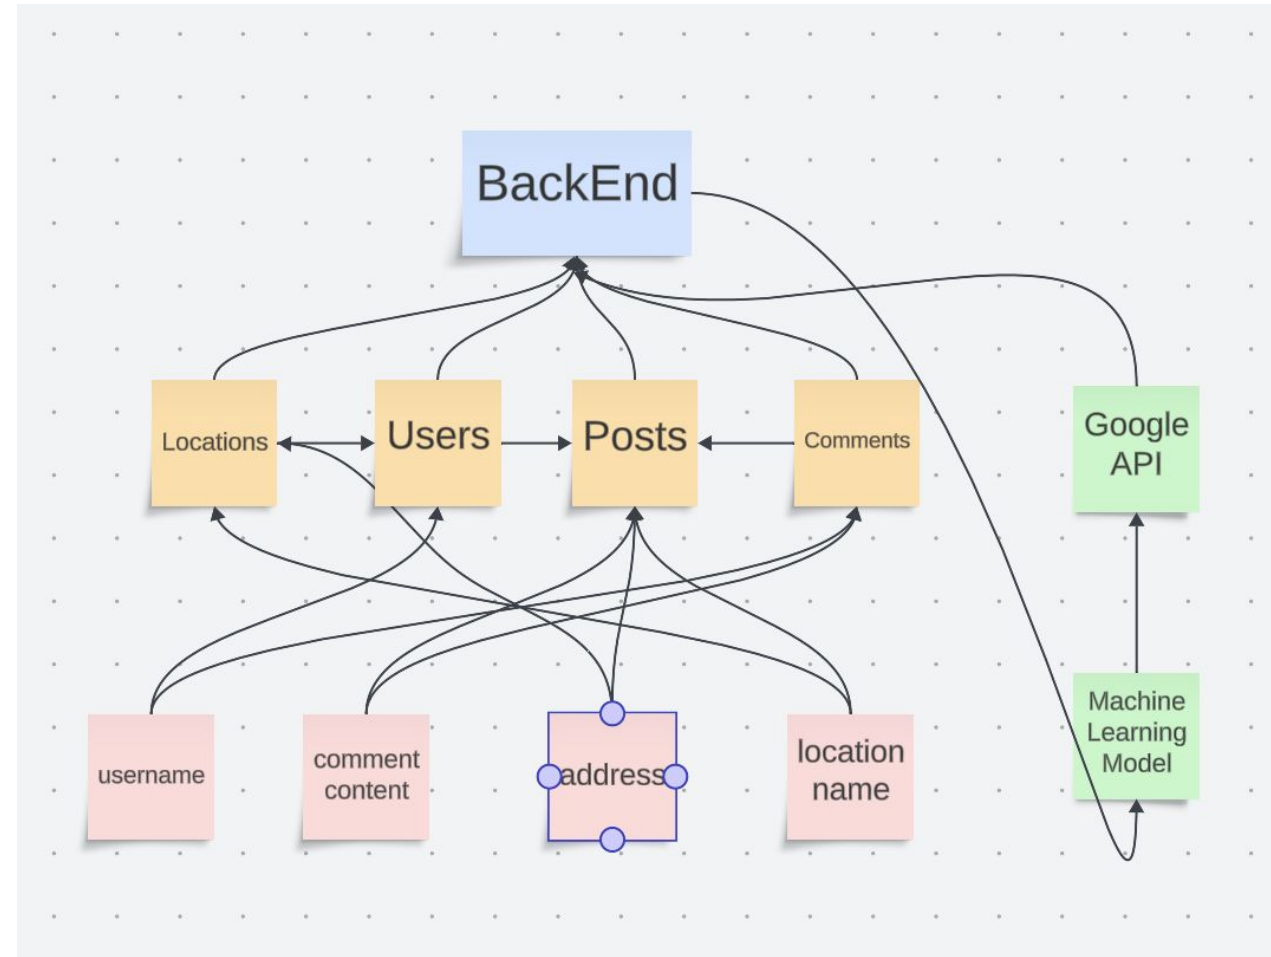 BackEnd
Locations
Users
Posts
Comments
Google
API
username
comment
content
address
location
name
Machine
Learning
Model